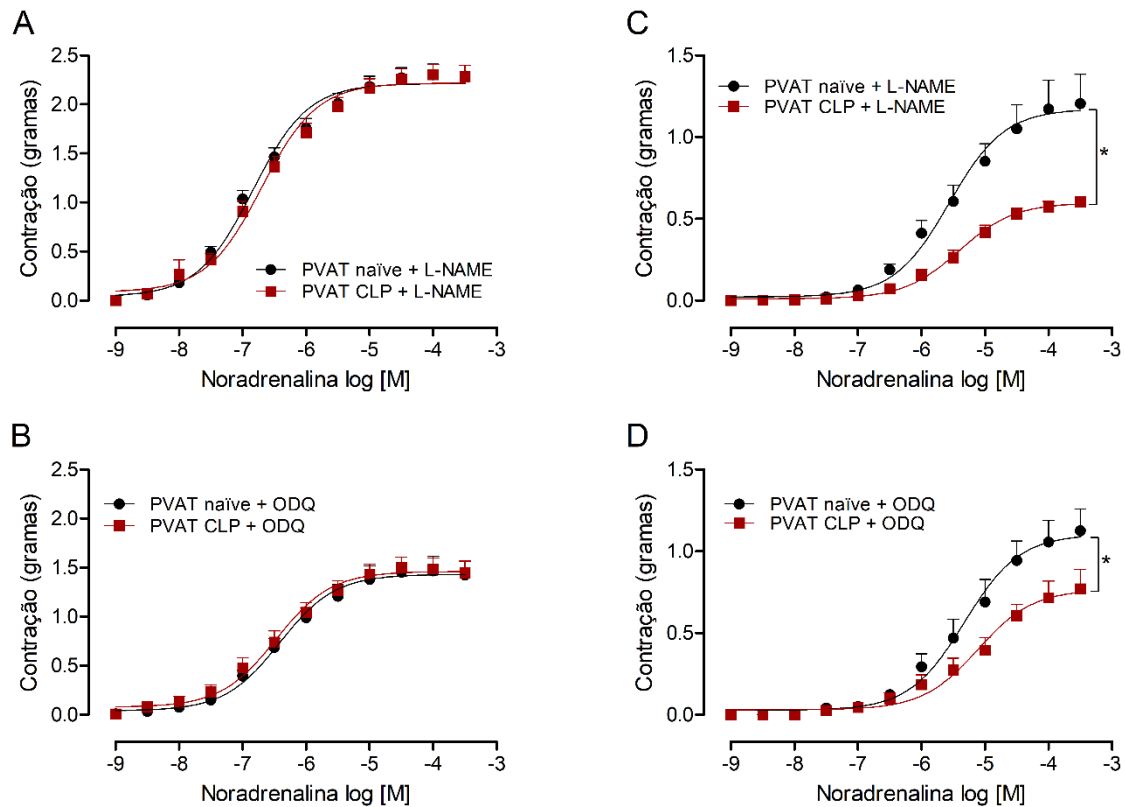 A
Contração (gramas)
2.5
2.0
1.5
1.0
0.5
0.0
PVAT naïve + L-NAME
PVAT CLP + L-NAME
-9 -8 -7 -6 -5 -4 -3
Noradrenalina log [M]
C
Contração (gramas)
1.5
1.0
0.5
0.0
PVAT naïve + L-NAME
PVAT CLP + L-NAME
*
-9 -8 -7 -6 -5 -4 -3
Noradrenalina log [M]
B
Contração (gramas)
2.5
2.0
1.5
1.0
0.5
0.0
PVAT naïve + ODQ
PVAT CLP + ODQ
-9 -8 -7 -6 -5 -4 -3
Noradrenalina log [M]
D
Contração (gramas)
1.5
1.0
0.5
0.0
PVAT naïve + ODQ
PVAT CLP + ODQ
*
-9 -8 -7 -6 -5 -4 -3
Noradrenalina log [M]